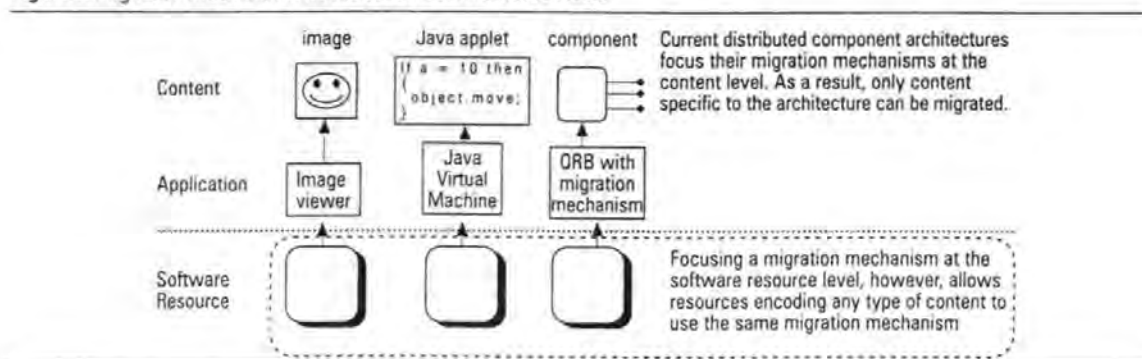 image
Java applet
component
Current distributed component architectures
focus their migration mechanisms at the
content level. As a result, only content
specific to the architecture can be migrated.
Content
If a = 10 then
{
object.move;
}
Application
Image
viewer
Java
Virtual
Machine
ORB with
migration
mechanism
Software
Resource
Focusing a migration mechanism at the
software resource level, however, allows
resources encoding any type of content to
use the same migration mechanism